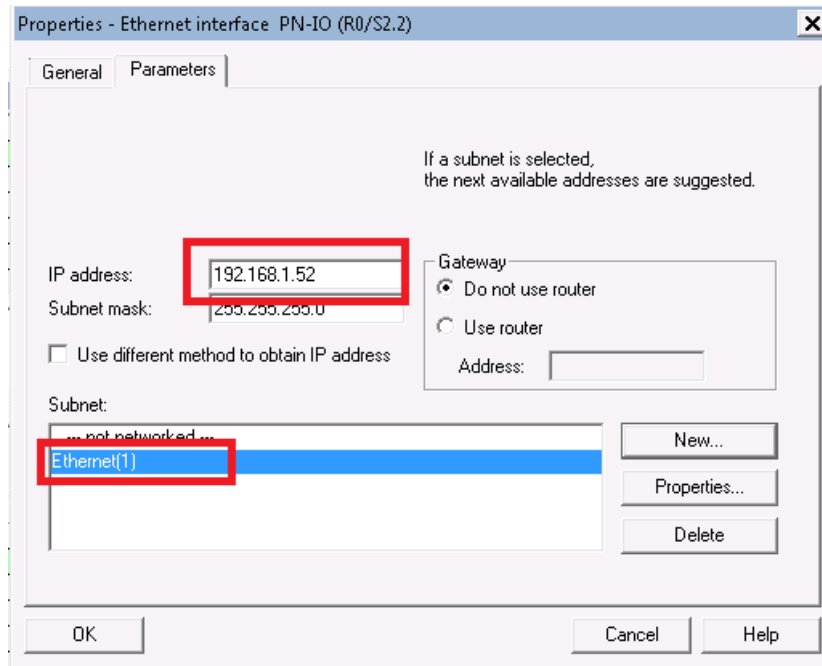 Properties - Ethernet interface PN-IO (R0/S2.2)
General
Parameters
If a subnet is selected,
the next available addresses are suggested.
IP address:
192.168.1.52
Subnet mask:
255.255.255.0
Use different method to obtain IP address
Gateway
Do not use router
Use router
Address:
Subnet:
--- not networked ---
Ethernet(1)
New...
Properties...
Delete
OK
Cancel
Help